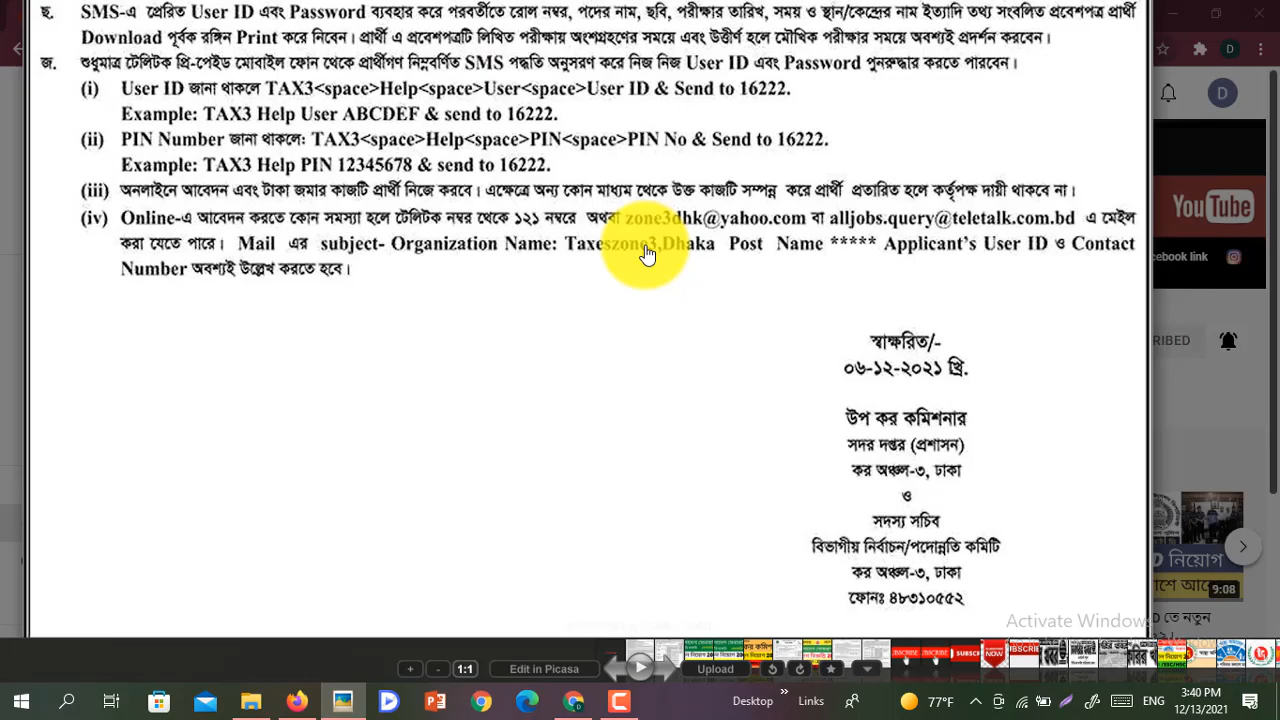 ছ. SMS-এ প্রেরিত User ID এবং Password ব্যবহার করে পরবর্তীতে রোল নম্বর, পদের নাম, ছবি, পরীক্ষার তারিখ, সময় ও স্থান/কেন্দ্রের নাম ইত্যাদি তথ্য সংবলিত প্রবেশপত্র প্রার্থী
Download পূর্বক রঙ্গিন Print করে নিবেন। প্রার্থী এ প্রবেশপত্রটি লিখিত পরীক্ষায় অংশগ্রহণের সময়ে এবং উত্তীর্ণ হলে মৌখিক পরীক্ষার সময়ে অবশ্যই প্রদর্শন করবেন।
জ. শুধুমাত্র টেলিটক প্রি-পেইড মোবাইল ফোন থেকে প্রার্থীগণ নিম্নবর্ণিত SMS পদ্ধতি অনুসরণ করে নিজ নিজ User ID এবং Password পুনরুদ্ধার করতে পারবেন।
(i) User ID জানা থাকলে TAX3<space>Help<space>User<space>User ID & Send to 16222.
Example: TAX3 Help User ABCDEF & send to 16222.
(ii) PIN Number জানা থাকলে: TAX3<space>Help<space>PIN<space>PIN No & Send to 16222.
Example: TAX3 Help PIN 12345678 & send to 16222.
(iii) অনলাইনে আবেদন এবং টাকা জমার কাজটি প্রার্থী নিজে করবে। এক্ষেত্রে অন্য কোন মাধ্যম থেকে উক্ত কাজটি সম্পন্ন করে প্রার্থী প্রতারিত হলে কর্তৃপক্ষ দায়ী থাকবে না।
(iv) Online-এ আবেদন করতে কোন সমস্যা হলে টেলিটক নম্বর থেকে ১২১ নম্বরে অথবা zone3dhk@yahoo.com বা alljobs.query@teletalk.com.bd এ মেইল
করা যেতে পারে। Mail এর subject- Organization Name: Taxeszone3,Dhaka Post Name ***** Applicant's User ID ও Contact
Number অবশ্যই উল্লেখ করতে হবে।
স্বাক্ষরিত/-
০৬-১২-২০২১ খ্রি.
উপ কর কমিশনার
সদর দপ্তর (প্রশাসন)
কর অঞ্চল-৩, ঢাকা
ও
সদস্য সচিব
বিভাগীয় নির্বাচন/পদোন্নতি কমিটি
কর অঞ্চল-৩, ঢাকা
ফোনঃ ৪৮৩১০৫৫২
D
YouTube
cebook link
RIBED
D নিয়োগ
9:08
D তে নতুন
Activate Window
+ - 1:1 Edit in Picasa Upload
Desktop Links 77°F ENG 3:40 PM
12/13/2021